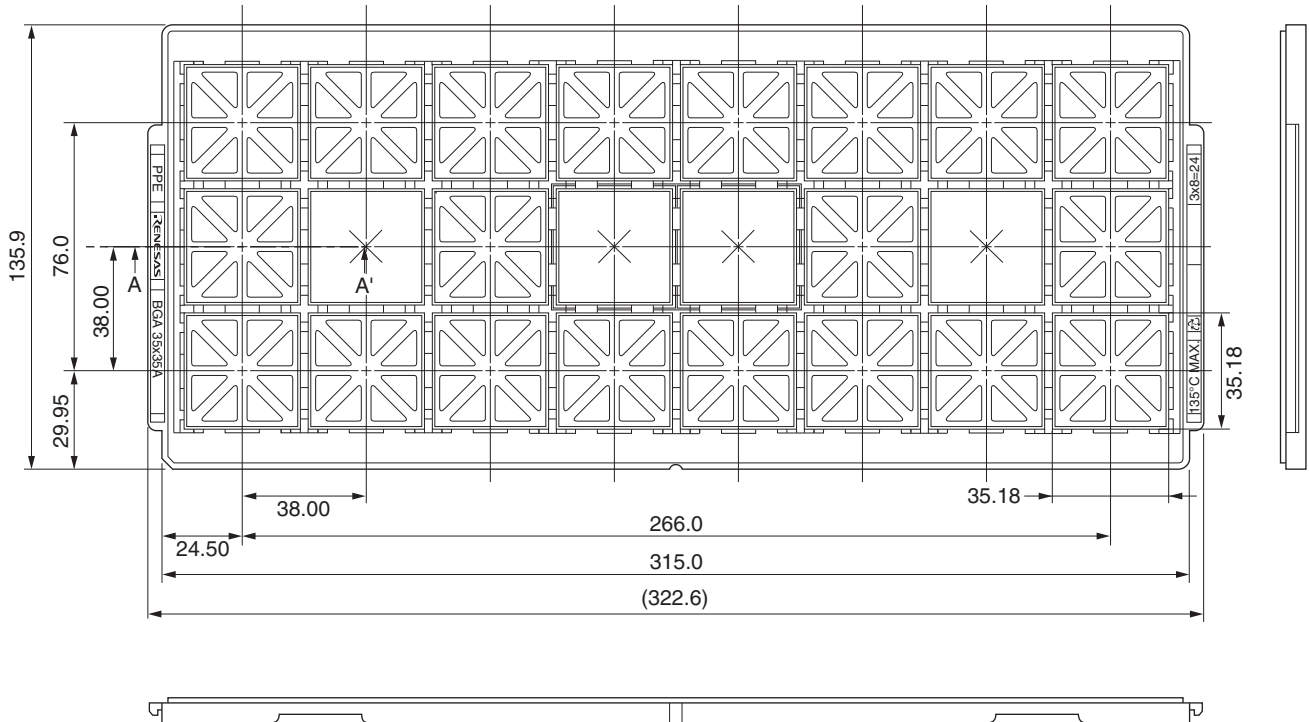 135.9
76.0
38.00
29.95
PPE
RENESAS
BGA 35x35A
A
A'
3x8=24
135°C MAX.
35.18
38.00
35.18
24.50
266.0
315.0
(322.6)